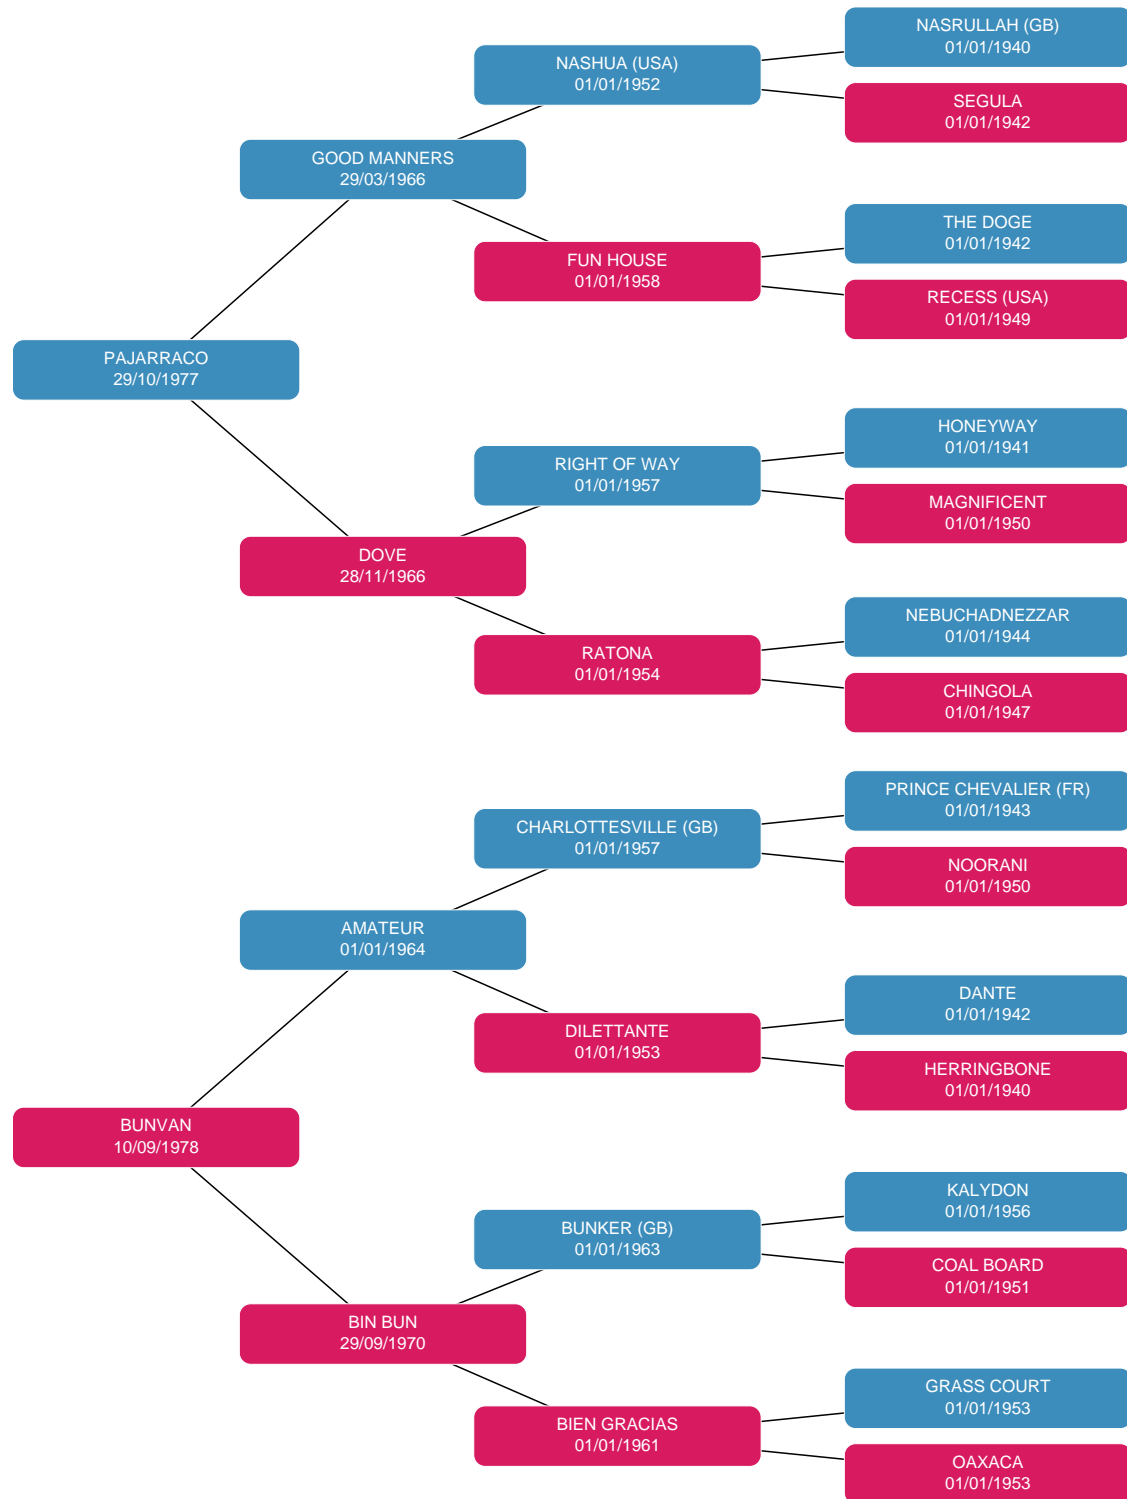 NASRULLAH (GB)
01/01/1940
NASHUA (USA)
01/01/1952
SEGULA
01/01/1942
GOOD MANNERS
29/03/1966
THE DOGE
01/01/1942
FUN HOUSE
01/01/1958
RECESS (USA)
01/01/1949
PAJARRACO
29/10/1977
HONEYWAY
01/01/1941
RIGHT OF WAY
01/01/1957
MAGNIFICENT
01/01/1950
DOVE
28/11/1966
NEBUCHADNEZZAR
01/01/1944
RATONA
01/01/1954
CHINGOLA
01/01/1947
PRINCE CHEVALIER (FR)
01/01/1943
CHARLOTTESVILLE (GB)
01/01/1957
NOORANI
01/01/1950
AMATEUR
01/01/1964
DANTE
01/01/1942
DILETTANTE
01/01/1953
HERRINGBONE
01/01/1940
BUNVAN
10/09/1978
KALYDON
01/01/1956
BUNKER (GB)
01/01/1963
COAL BOARD
01/01/1951
BIN BUN
29/09/1970
GRASS COURT
01/01/1953
BIEN GRACIAS
01/01/1961
OAXACA
01/01/1953